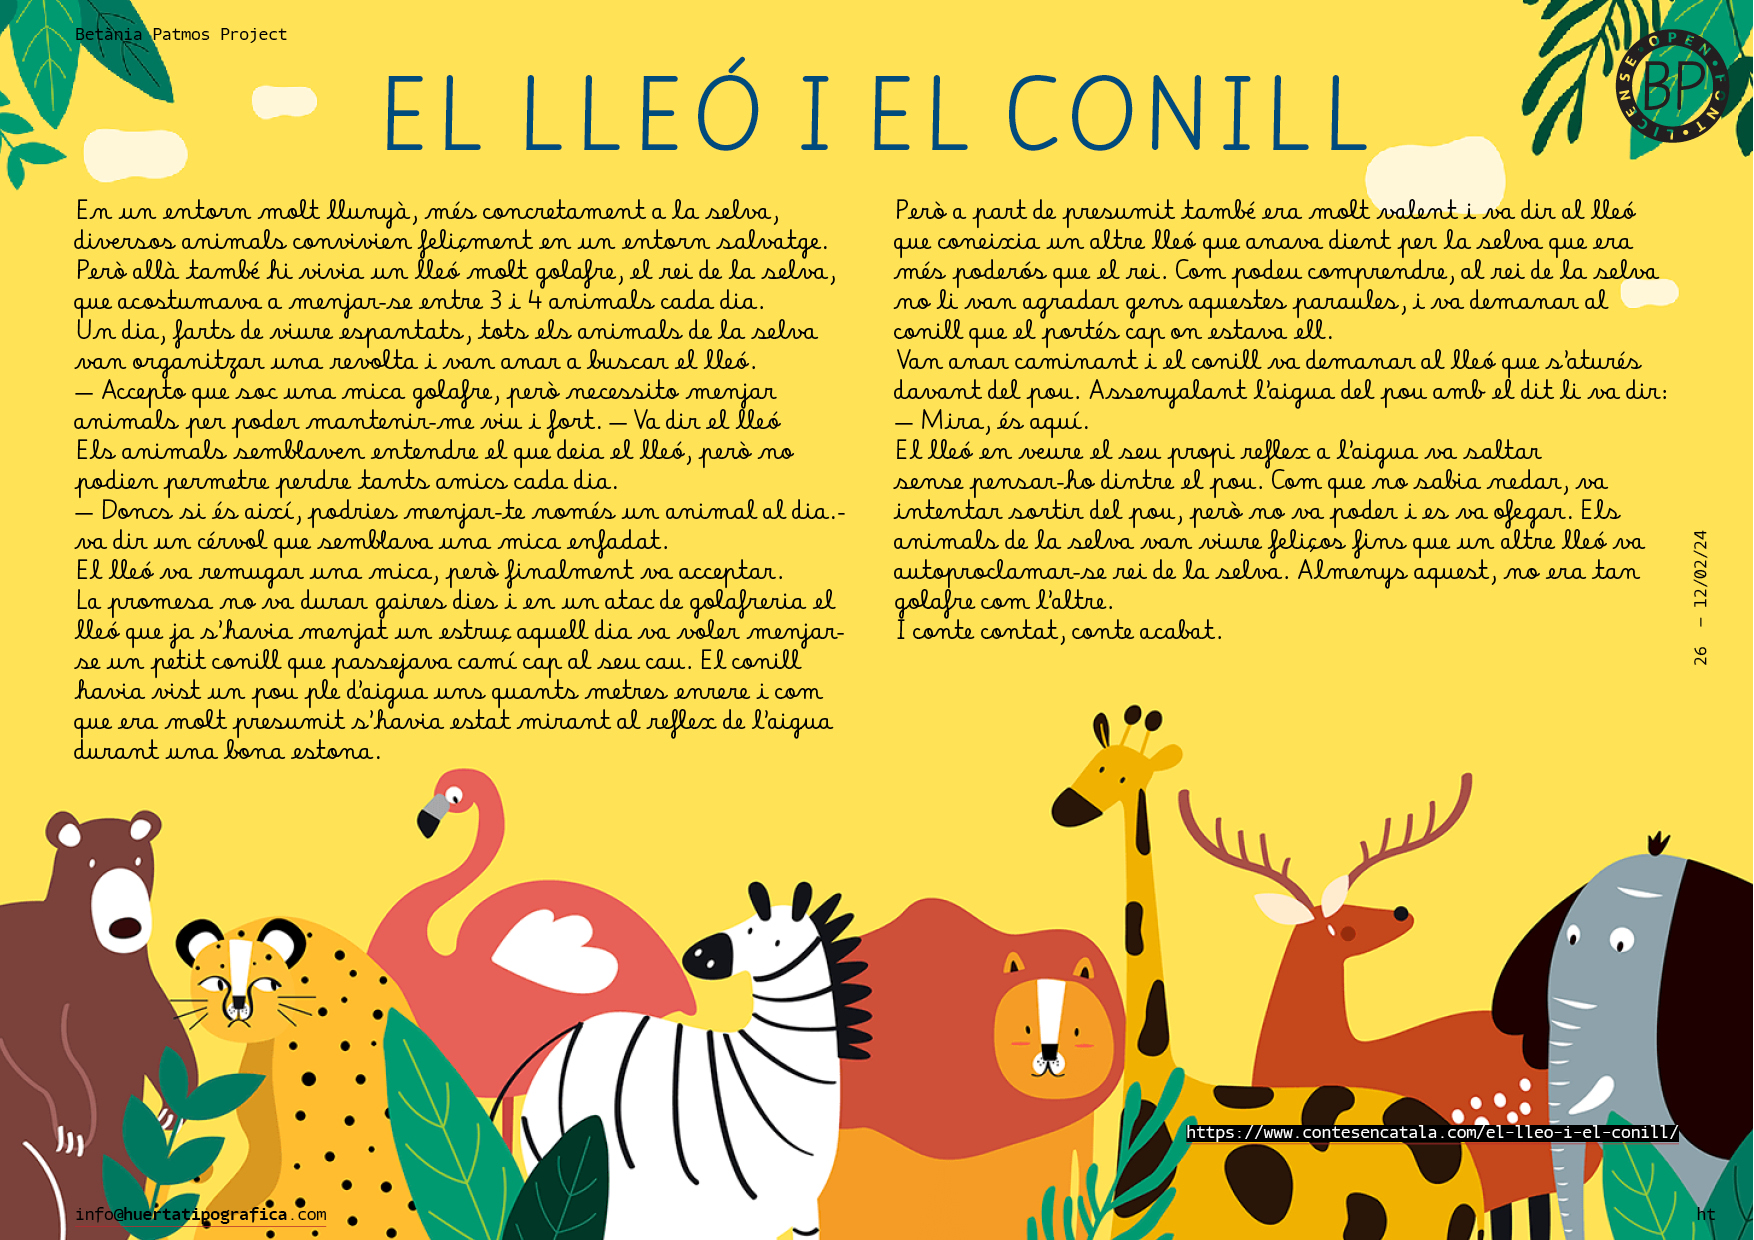 Betània Patmos Project
OPEN FONT LICENSE
BP
EL LLEÓ I EL CONILL
En un entorn molt llunyà, més concretament a la selva,
diversos animals convivien feliçment en un entorn salvatge.
Però allà també hi vivia un lleó molt golafre, el rei de la selva,
que acostumava a menjar-se entre 3 i 4 animals cada dia.
Un dia, farts de viure espantats, tots els animals de la selva
van organitzar una revolta i van anar a buscar el lleó.
— Accepto que soc una mica golafre, però necessito menjar
animals per poder mantenir-me viu i fort. — Va dir el lleó
Els animals semblaven entendre el que deia el lleó, però no
podien permetre perdre tants amics cada dia.
— Doncs si és així, podries menjar-te només un animal al dia.-
va dir un cérvol que semblava una mica enfadat.
El lleó va remugar una mica, però finalment va acceptar.
La promesa no va durar gaires dies i en un atac de golafreria el
lleó que ja s'havia menjat un estruç aquell dia va voler menjar-
se un petit conill que passejava camí cap al seu cau. El conill
havia vist un pou ple d'aigua uns quants metres enrere i com
que era molt presumit s'havia estat mirant al reflex de l'aigua
durant una bona estona.
Però a part de presumit també era molt valent i va dir al lleó
que coneixia un altre lleó que anava dient per la selva que era
més poderós que el rei. Com podeu comprendre, al rei de la selva
no li van agradar gens aquestes paraules, i va demanar al
conill que el portés cap on estava ell.
Van anar caminant i el conill va demanar al lleó que s'aturés
davant del pou. Assenyalant l'aigua del pou amb el dit li va dir:
— Mira, és aquí.
El lleó en veure el seu propi reflex a l'aigua va saltar
sense pensar-ho dintre el pou. Com que no sabia nedar, va
intentar sortir del pou, però no va poder i es va ofegar. Els
animals de la selva van viure feliços fins que un altre lleó va
autoproclamar-se rei de la selva. Almenys aquest, no era tan
golafre com l'altre.
I conte contat, conte acabat.
26 – 12/02/24
https://www.contesencatala.com/el-lleo-i-el-conill/
info@huertatipografica.com
ht